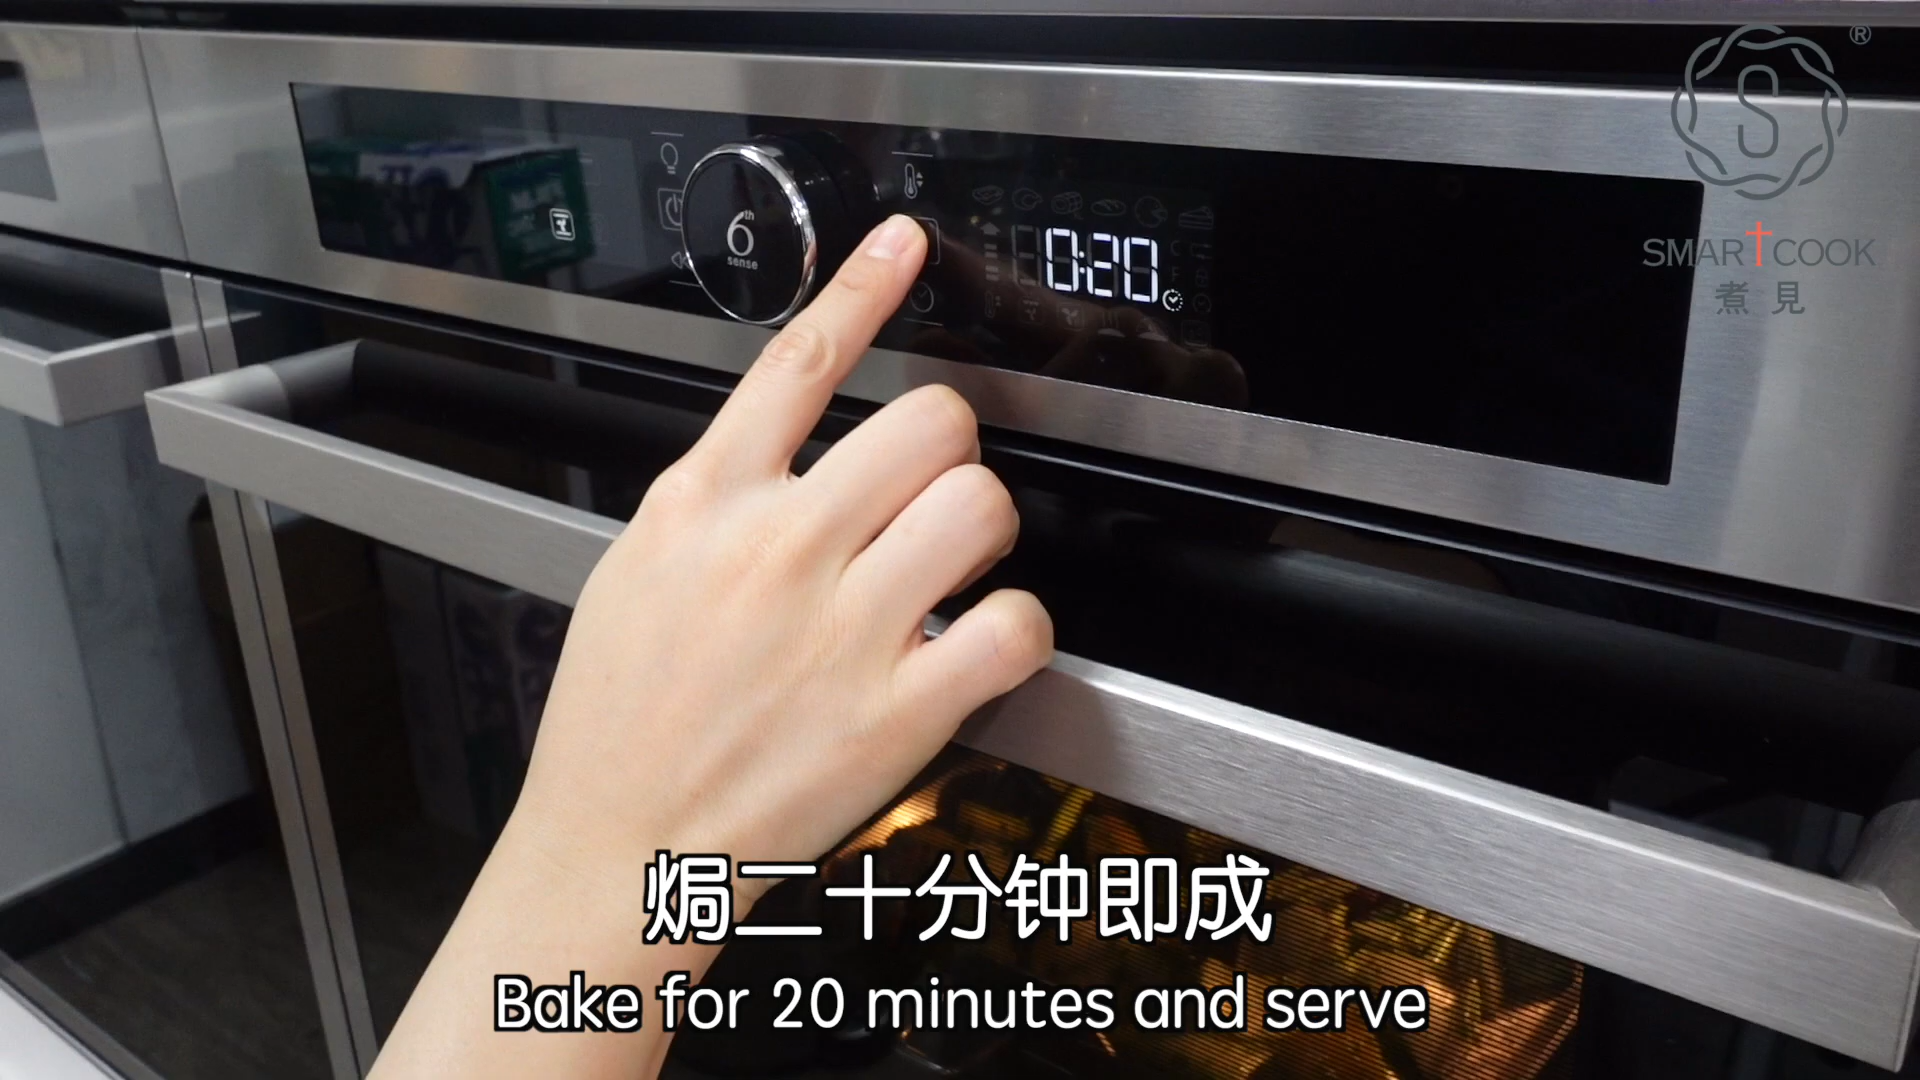 ®
S
SMARTCOOK
煮見
6th
sense
0:20
焗二十分钟即成
Bake for 20 minutes and serve